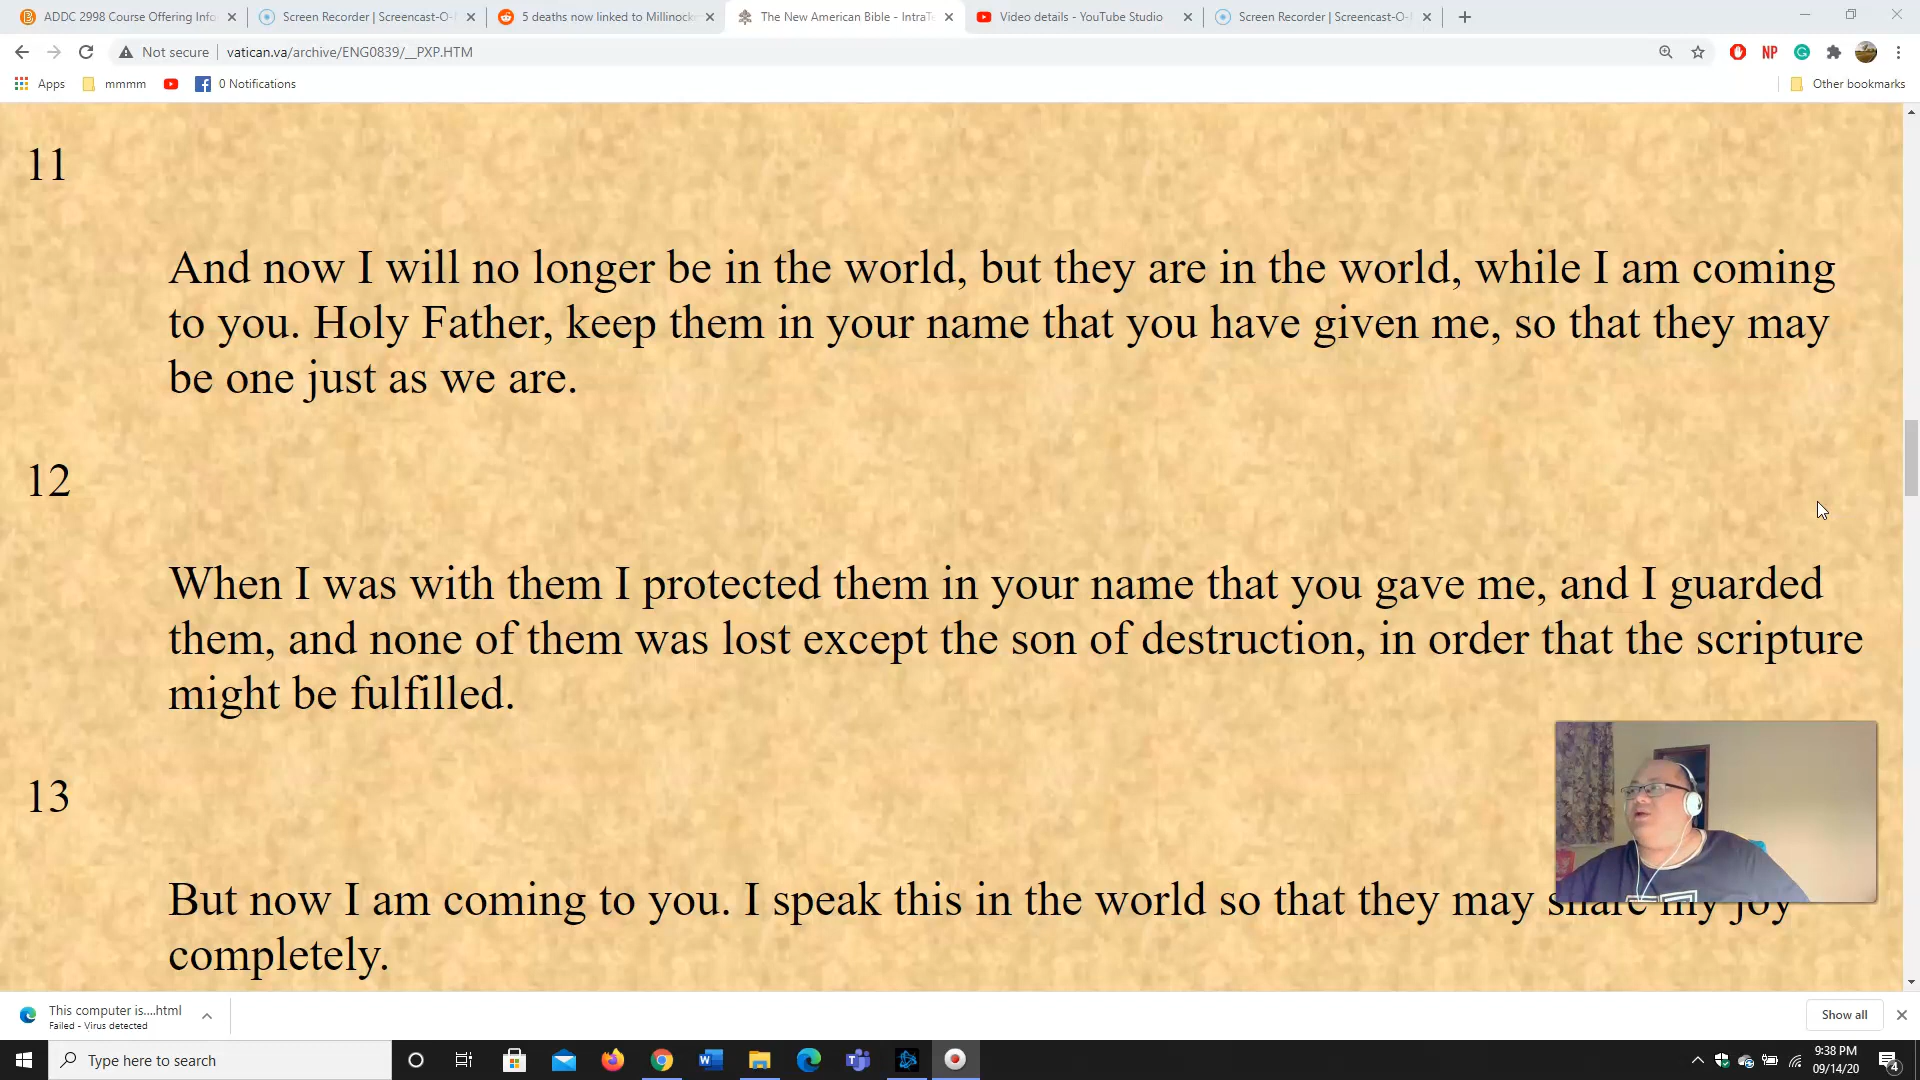 ADDC 2998 Course Offering Info
Screen Recorder | Screencast-O-
5 deaths now linked to Millinocke
The New American Bible - IntraTe
Video details - YouTube Studio
Screen Recorder | Screencast-O-
Not secure
vatican.va/archive/ENG0839/__PXP.HTM
NP
Apps
mmmm
0 Notifications
Other bookmarks
11
And now I will no longer be in the world, but they are in the world, while I am coming
to you. Holy Father, keep them in your name that you have given me, so that they may
be one just as we are.
12
When I was with them I protected them in your name that you gave me, and I guarded
them, and none of them was lost except the son of destruction, in order that the scripture
might be fulfilled.
13
But now I am coming to you. I speak this in the world so that they may share my joy
completely.
This computer is....html
Failed - Virus detected
Show all
Type here to search
9:38 PM
09/14/20
4